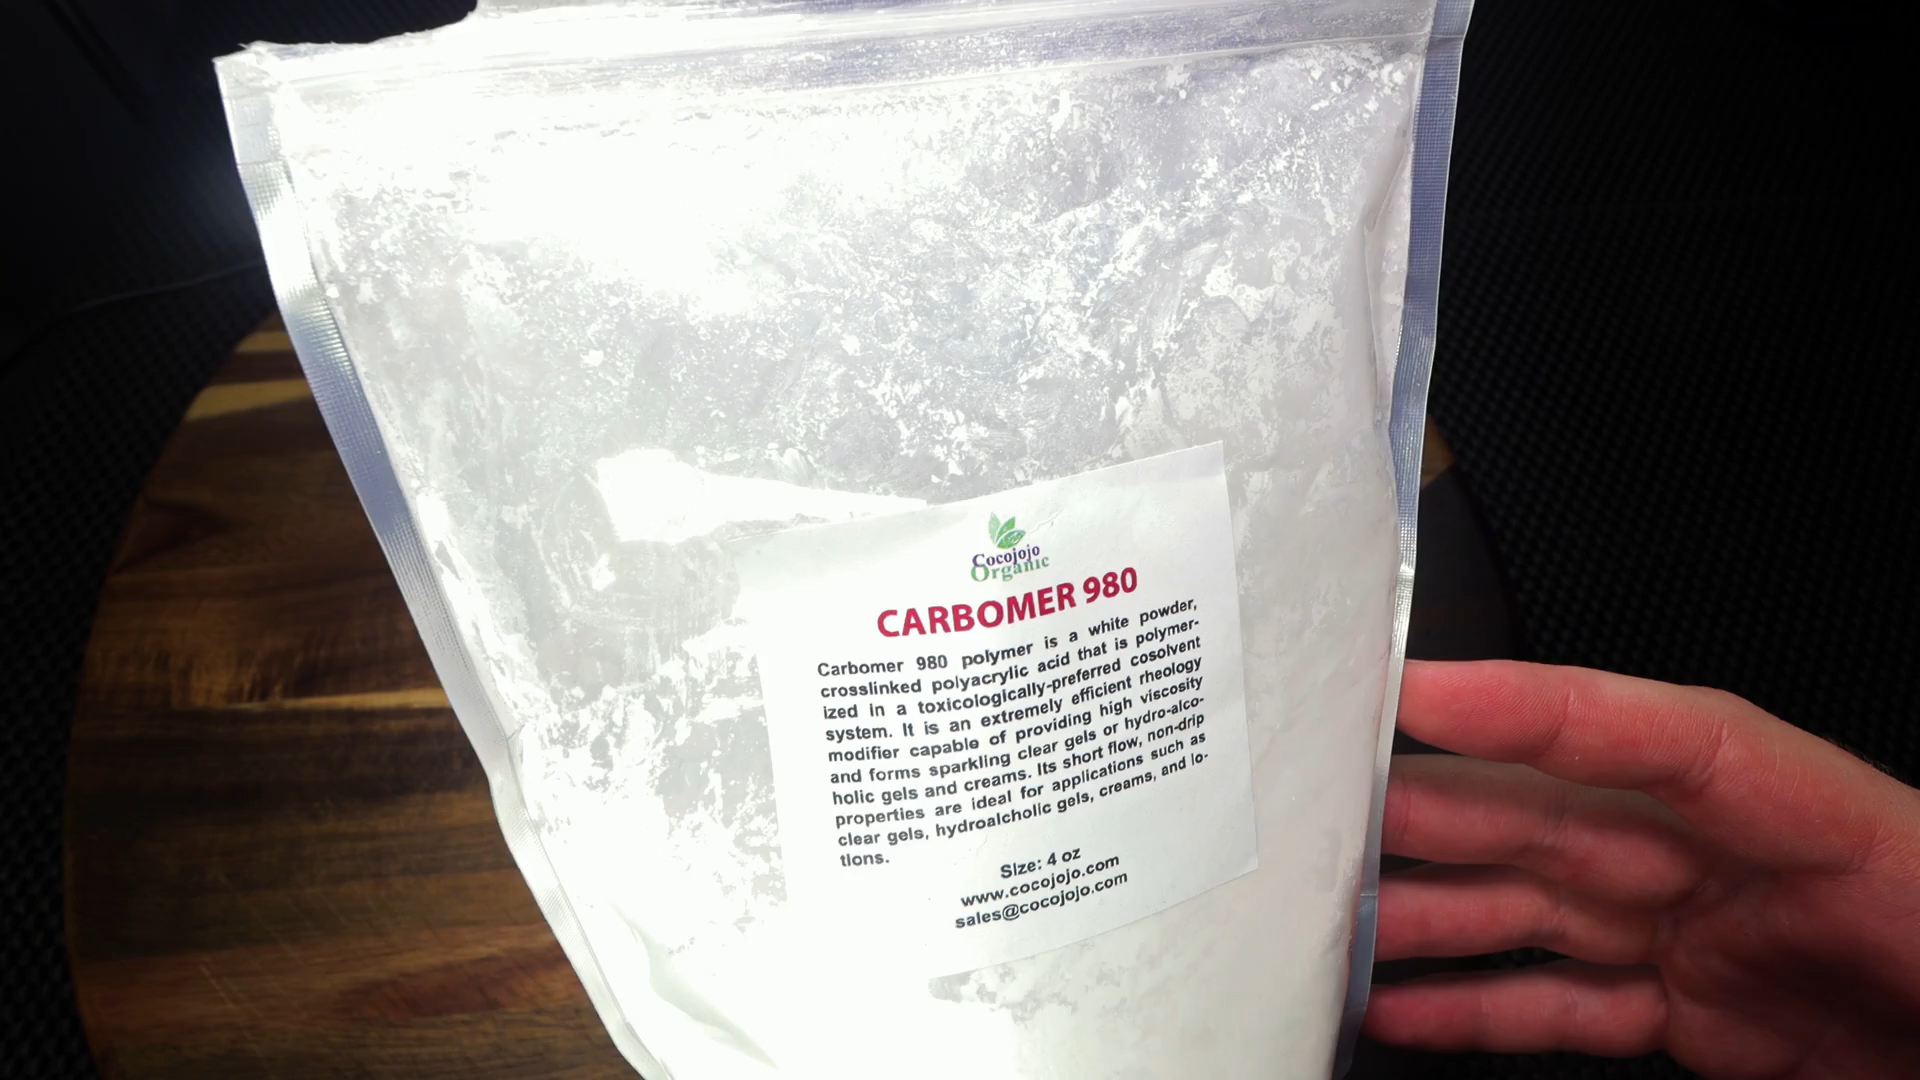 Cocojojo
Organic
CARBOMER 980
Carbomer 980 polymer is a white powder,
crosslinked polyacrylic acid that is polymer-
ized in a toxicologically-preferred cosolvent
system. It is an extremely efficient rheology
modifier capable of providing high viscosity
and forms sparkling clear gels or hydro-alco-
holic gels and creams. Its short flow, non-drip
properties are ideal for applications such as
clear gels, hydroalcholic gels, creams, and lo-
tions.
Size: 4 oz
www.cocojojo.com
sales@cocojojo.com